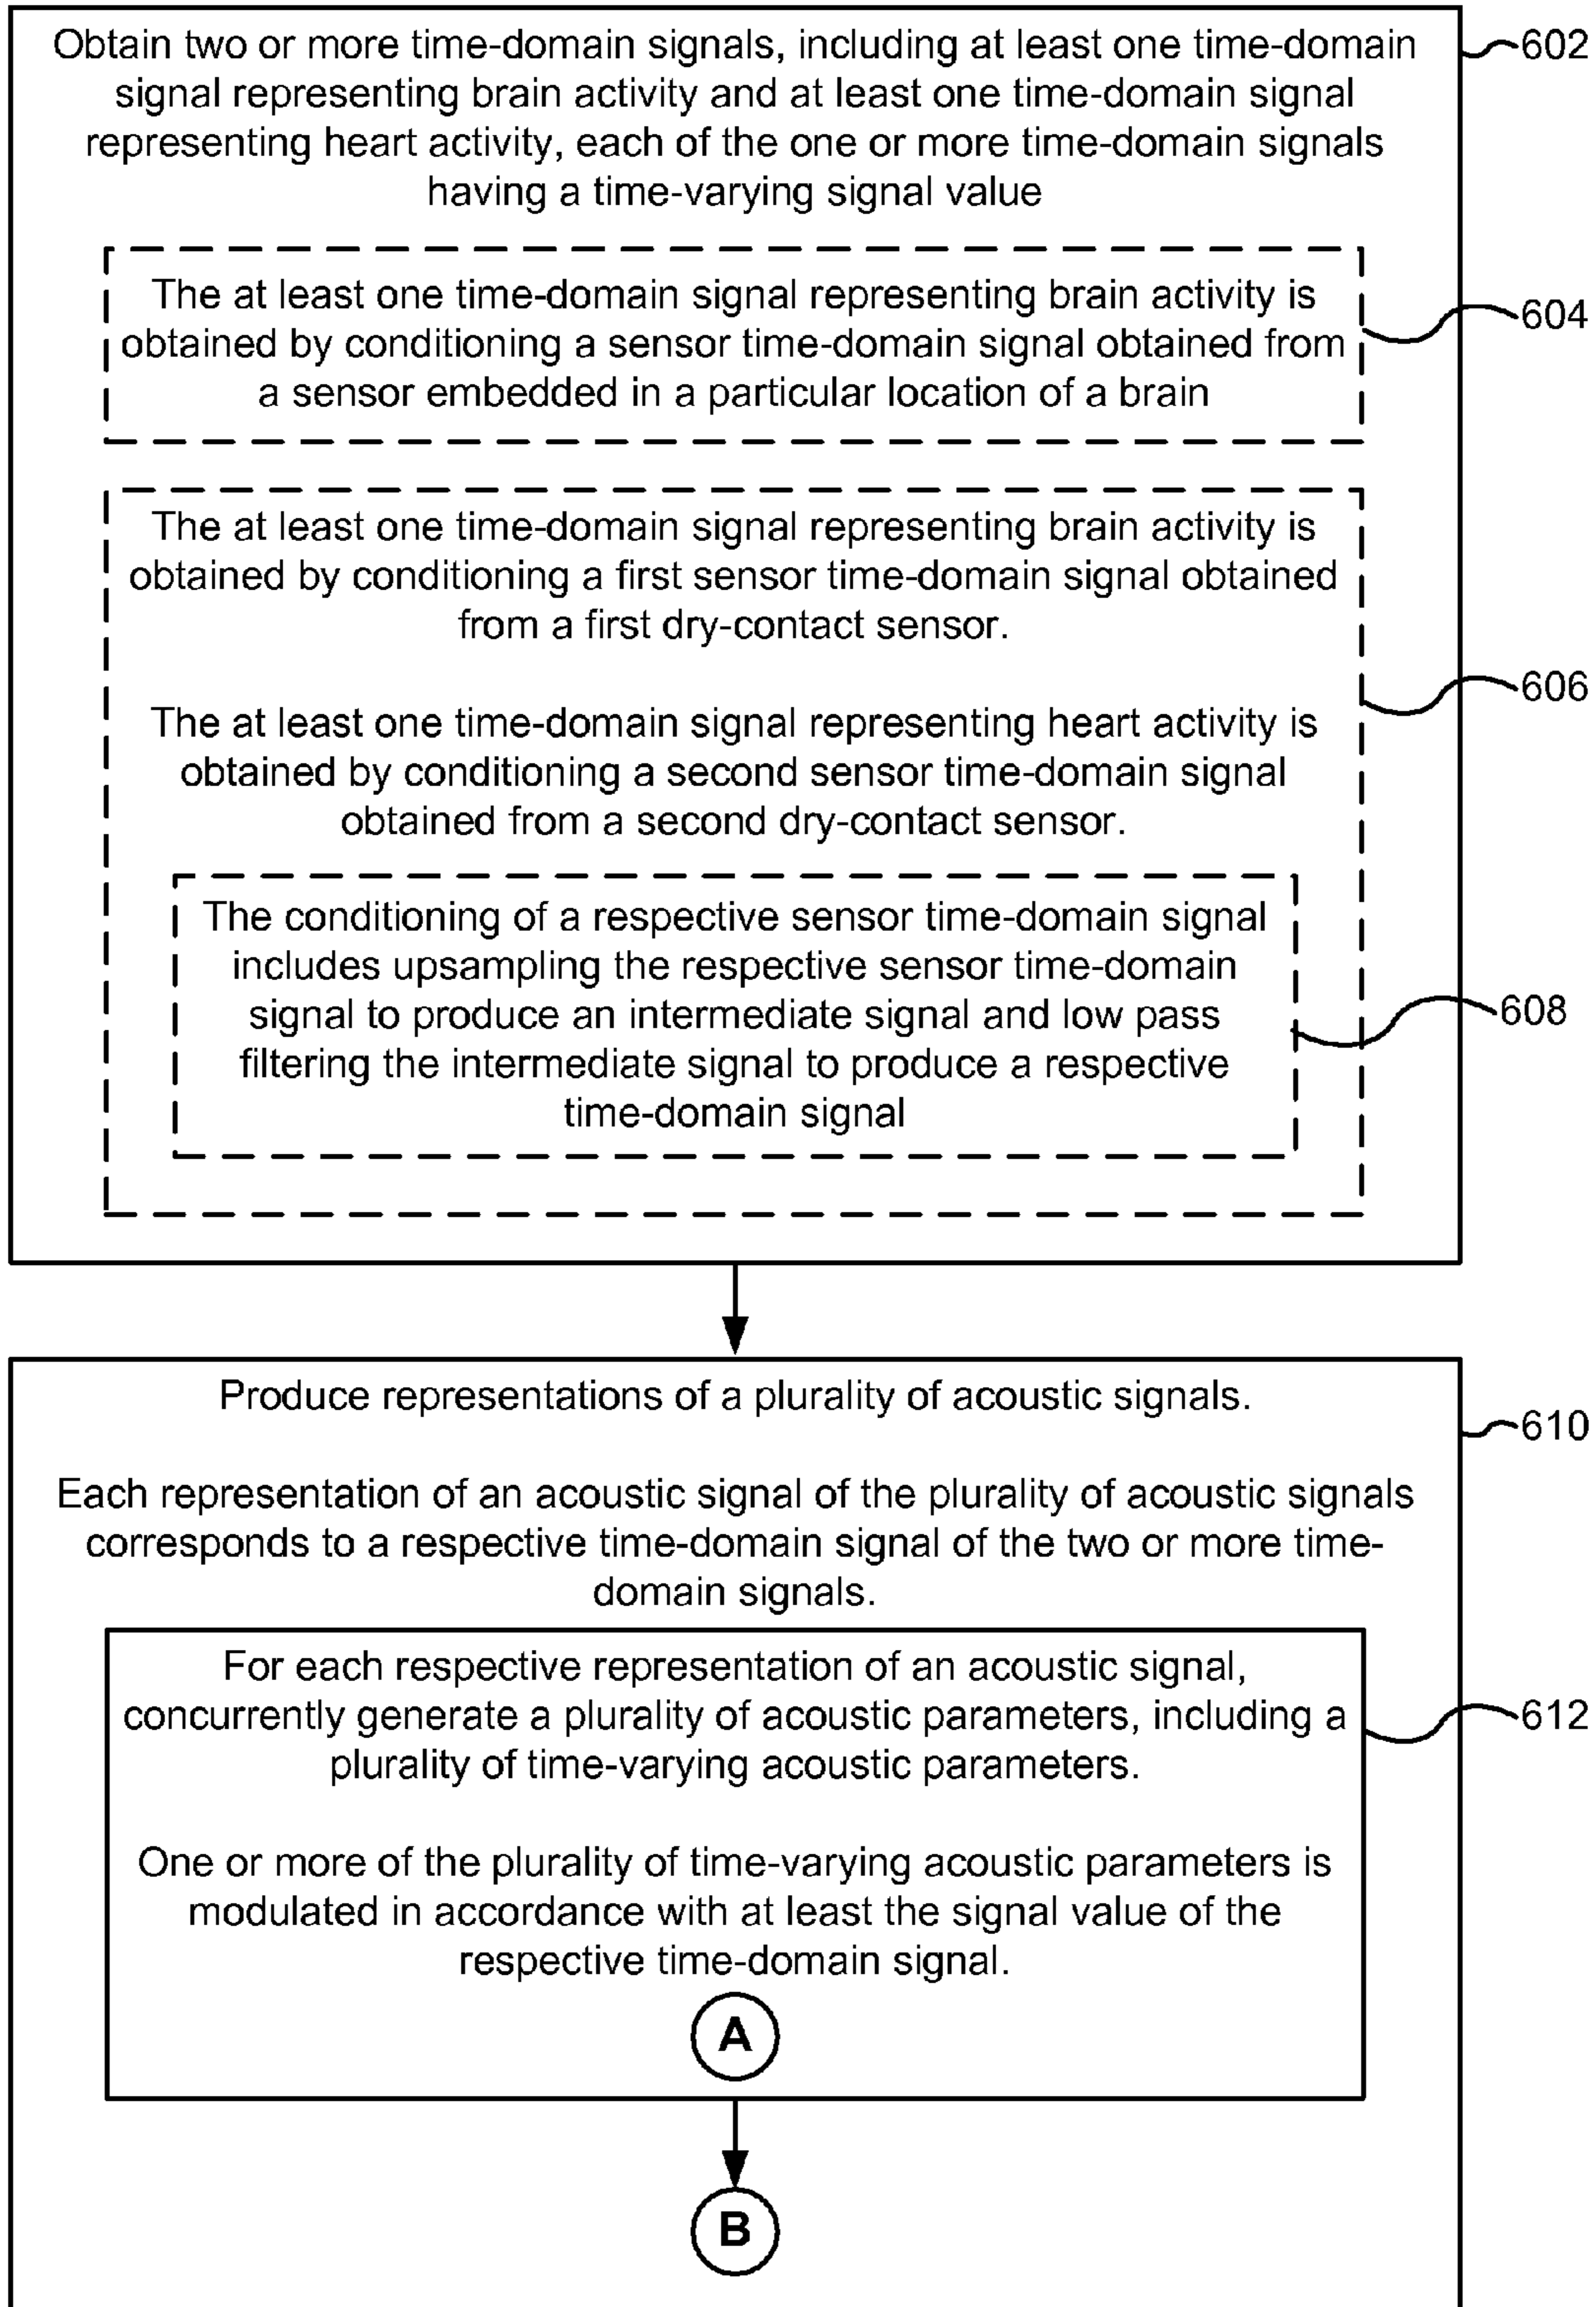 Obtain two or more time-domain signals, including at least one time-domain
signal representing brain activity and at least one time-domain signal
representing heart activity, each of the one or more time-domain signals
having a time-varying signal value
602
The at least one time-domain signal representing brain activity is
obtained by conditioning a sensor time-domain signal obtained from
a sensor embedded in a particular location of a brain
604
The at least one time-domain signal representing brain activity is
obtained by conditioning a first sensor time-domain signal obtained
from a first dry-contact sensor.
The at least one time-domain signal representing heart activity is
obtained by conditioning a second sensor time-domain signal
obtained from a second dry-contact sensor.
606
The conditioning of a respective sensor time-domain signal
includes upsampling the respective sensor time-domain
signal to produce an intermediate signal and low pass
filtering the intermediate signal to produce a respective
time-domain signal
608
Produce representations of a plurality of acoustic signals.
610
Each representation of an acoustic signal of the plurality of acoustic signals
corresponds to a respective time-domain signal of the two or more time-
domain signals.
For each respective representation of an acoustic signal,
concurrently generate a plurality of acoustic parameters, including a
plurality of time-varying acoustic parameters.
612
One or more of the plurality of time-varying acoustic parameters is
modulated in accordance with at least the signal value of the
respective time-domain signal.
A
B